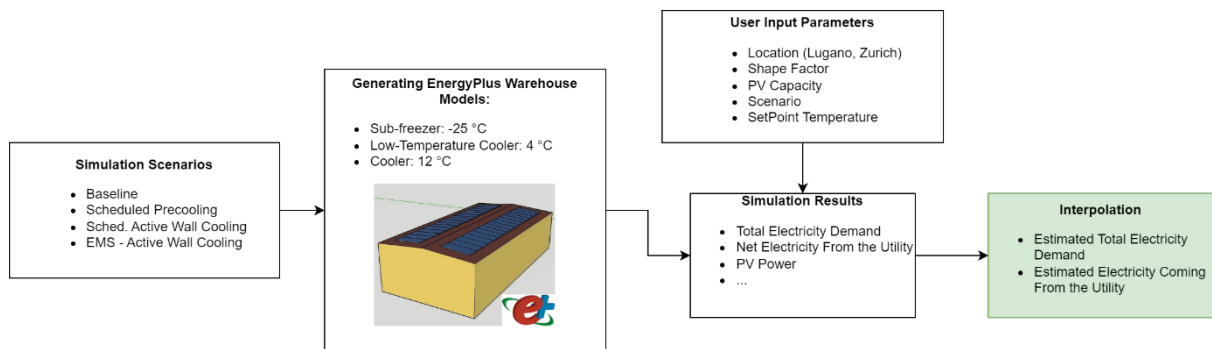 Simulation Scenarios
Baseline
Scheduled Precooling
Sched. Active Wall Cooling
EMS - Active Wall Cooling
Generating EnergyPlus Warehouse
Models:
Sub-freezer: -25 °C
Low-Temperature Cooler: 4 °C
Cooler: 12 °C
e+
User Input Parameters
Location (Lugano, Zurich)
Shape Factor
PV Capacity
Scenario
SetPoint Temperature
Simulation Results
Total Electricity Demand
Net Electricity From the Utility
PV Power
...
Interpolation
Estimated Total Electricity
Demand
Estimated Electricity Coming
From the Utility